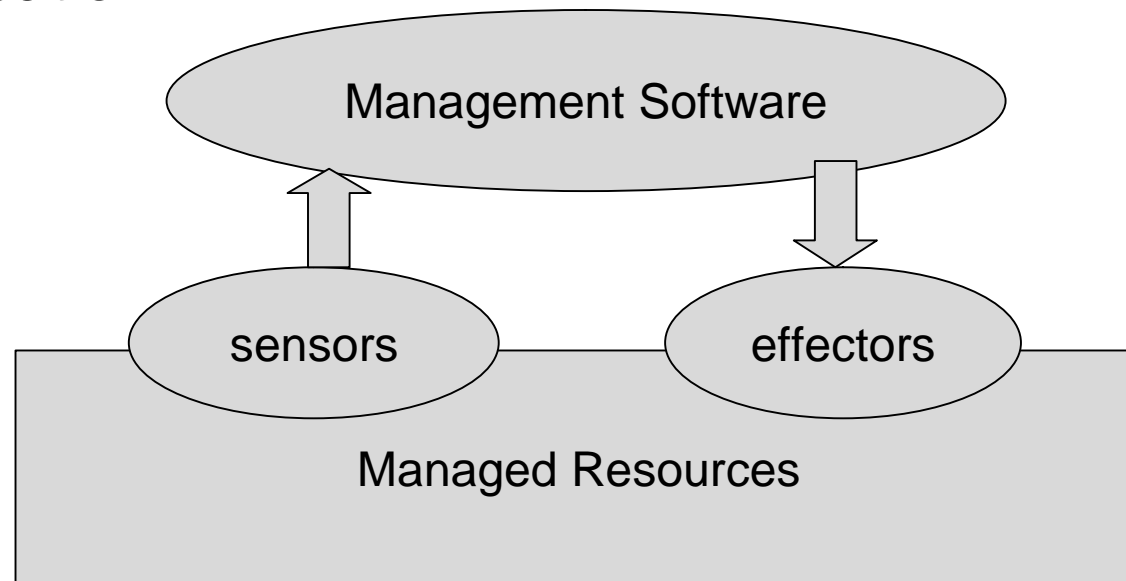 Management Software
sensors
effectors
Managed Resources